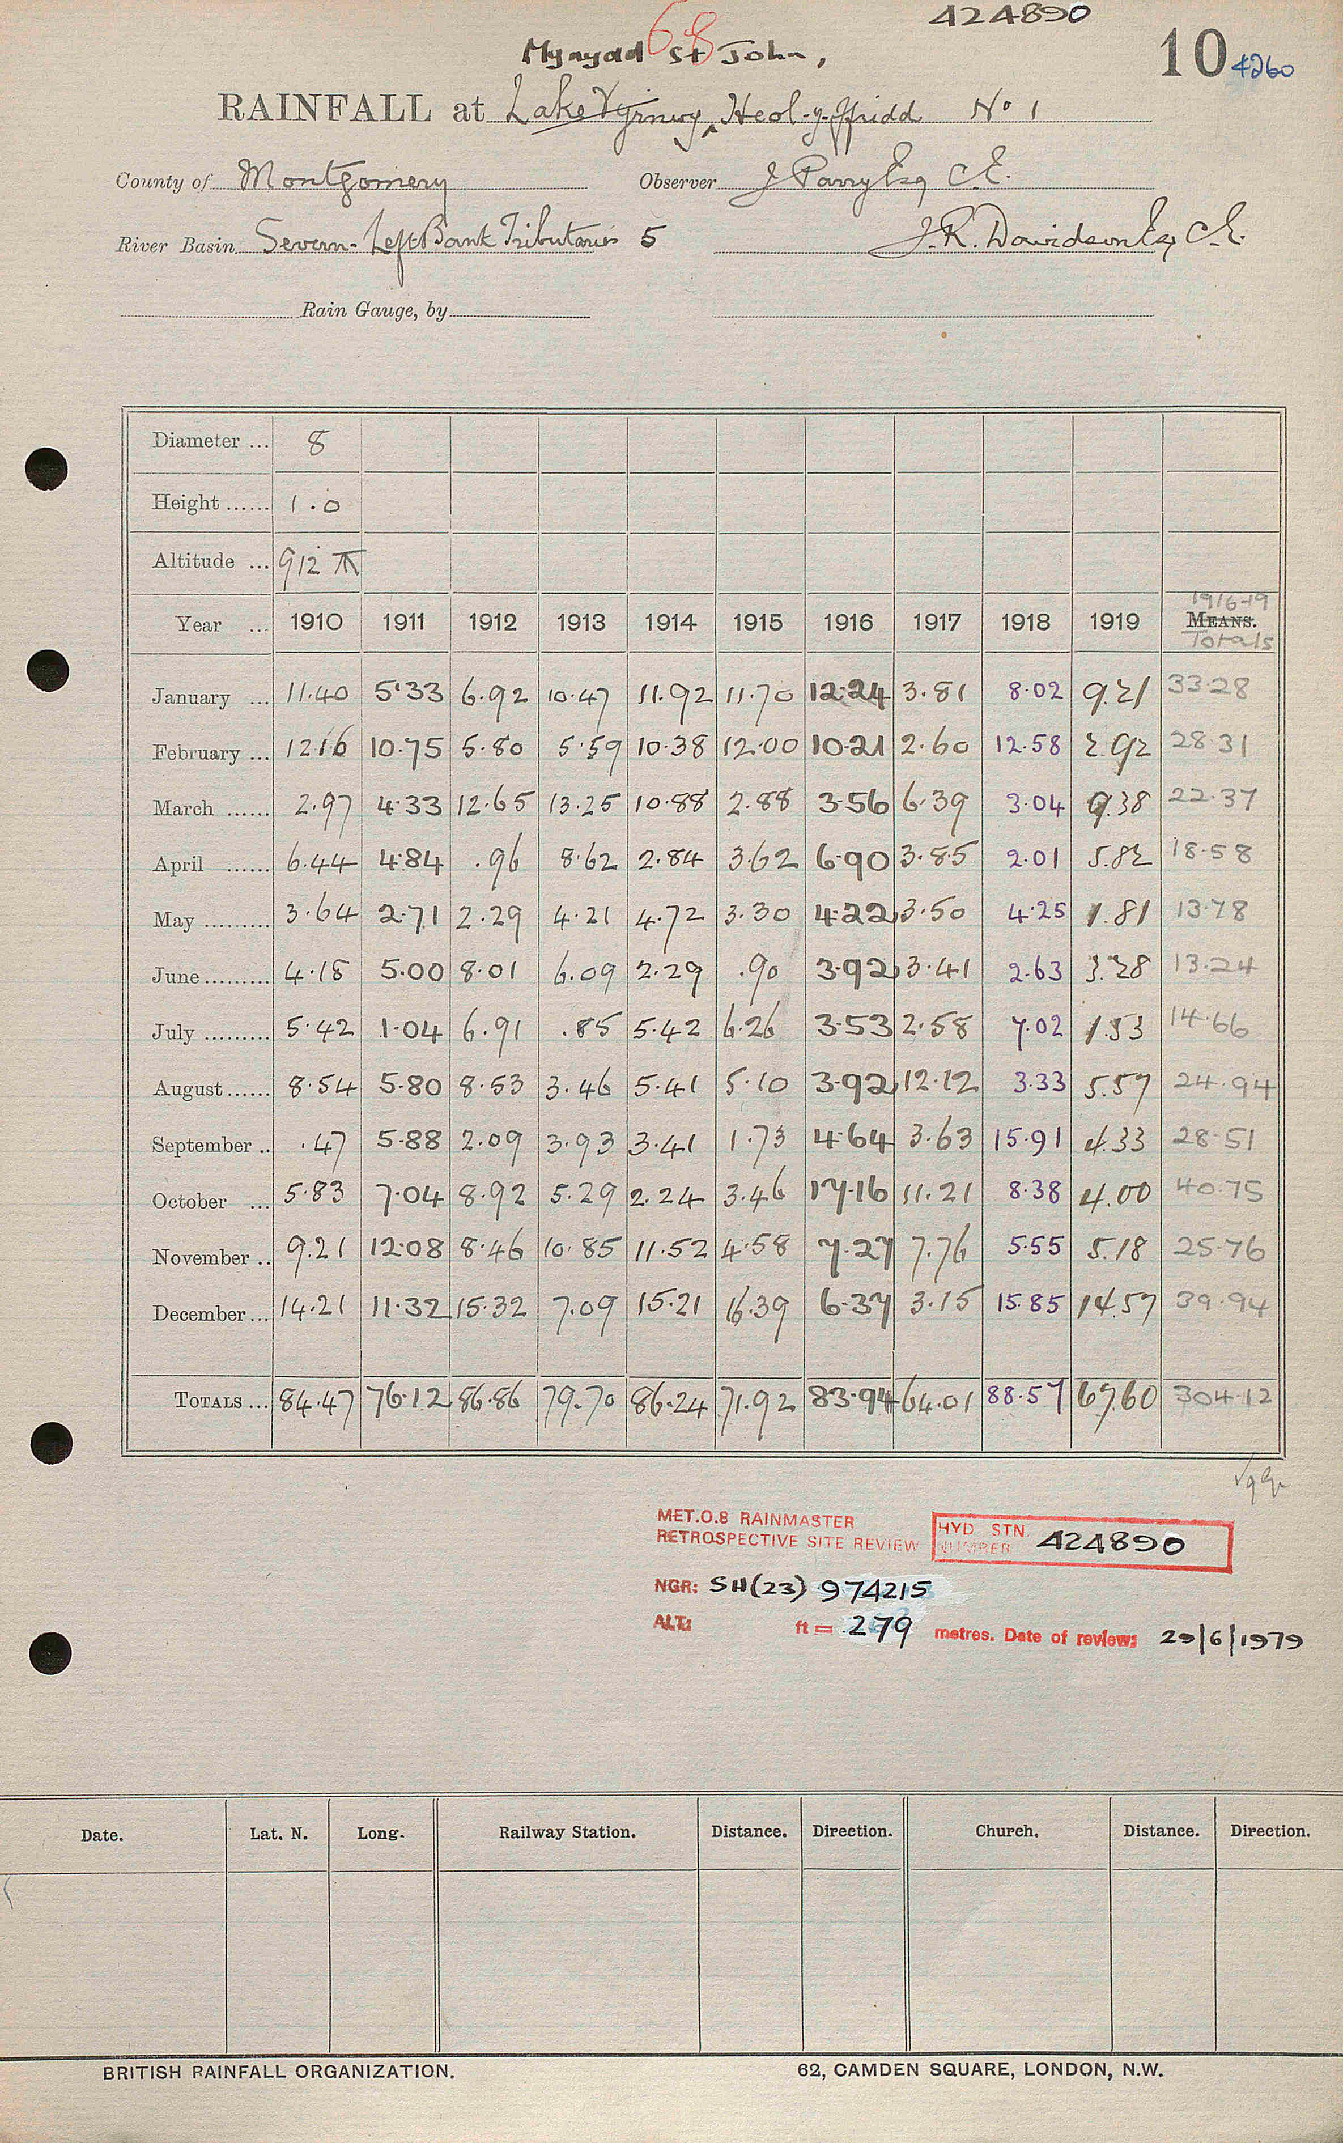 424890
68
Mynydd St John,
10 4260
RAINFALL at Lake Vyrnwy, Heol-y-ffridd No 1
County of Montgomery Observer J Parry Esq C.E.
River Basin Severn - Left Bank Tributaries 5 J. R. Davidson Esq C.E.
Rain Gauge, by
Diameter ... 8
Height ...... 1.0
Altitude ... 912
1916-19
Year ... 1910 1911 1912 1913 1914 1915 1916 1917 1918 1919 MEANS.
Totals
January ... 11.40 5.33 6.92 10.47 11.92 11.70 12.24 3.81 8.02 9.21 33.28
February ... 12.16 10.75 5.80 5.59 10.38 12.00 10.21 2.60 12.58 2.92 28.31
March ...... 2.97 4.33 12.65 13.25 10.88 2.88 3.56 6.39 3.04 9.38 22.37
April ...... 6.44 4.84 .96 8.62 2.84 3.62 6.90 3.85 2.01 5.82 18.58
May ......... 3.64 2.71 2.29 4.21 4.72 3.30 4.22 3.50 4.25 1.81 13.78
June ......... 4.18 5.00 8.01 6.09 2.29 .90 3.92 3.41 2.63 3.28 13.24
July ......... 5.42 1.04 6.91 .85 5.42 6.26 3.53 2.58 7.02 1.53 14.66
August ...... 8.54 5.80 8.53 3.46 5.41 5.10 3.92 12.12 3.33 5.57 24.94
September .. .47 5.88 2.09 3.93 3.41 1.73 4.64 3.63 15.91 4.33 28.51
October ... 5.83 7.04 8.92 5.29 2.24 3.46 17.16 11.21 8.38 4.00 40.75
November .. 9.21 12.08 8.46 10.85 11.52 4.58 7.27 7.76 5.55 5.18 25.76
December ... 14.21 11.32 15.32 7.09 15.21 16.39 6.37 3.15 15.85 14.57 39.94
TOTALS ... 84.47 76.12 86.86 79.70 86.24 71.92 83.94 64.01 88.57 67.60 304.12
MET.O.8 RAINMASTER
RETROSPECTIVE SITE REVIEW
HYD STN NUMBER 424890
NGR: SH(23) 974215
ALT: ft = 279 metres. Date of review: 29/6/1979
Date. Lat. N. Long. Railway Station. Distance. Direction. Church. Distance. Direction.
BRITISH RAINFALL ORGANIZATION. 62, CAMDEN SQUARE, LONDON, N.W.